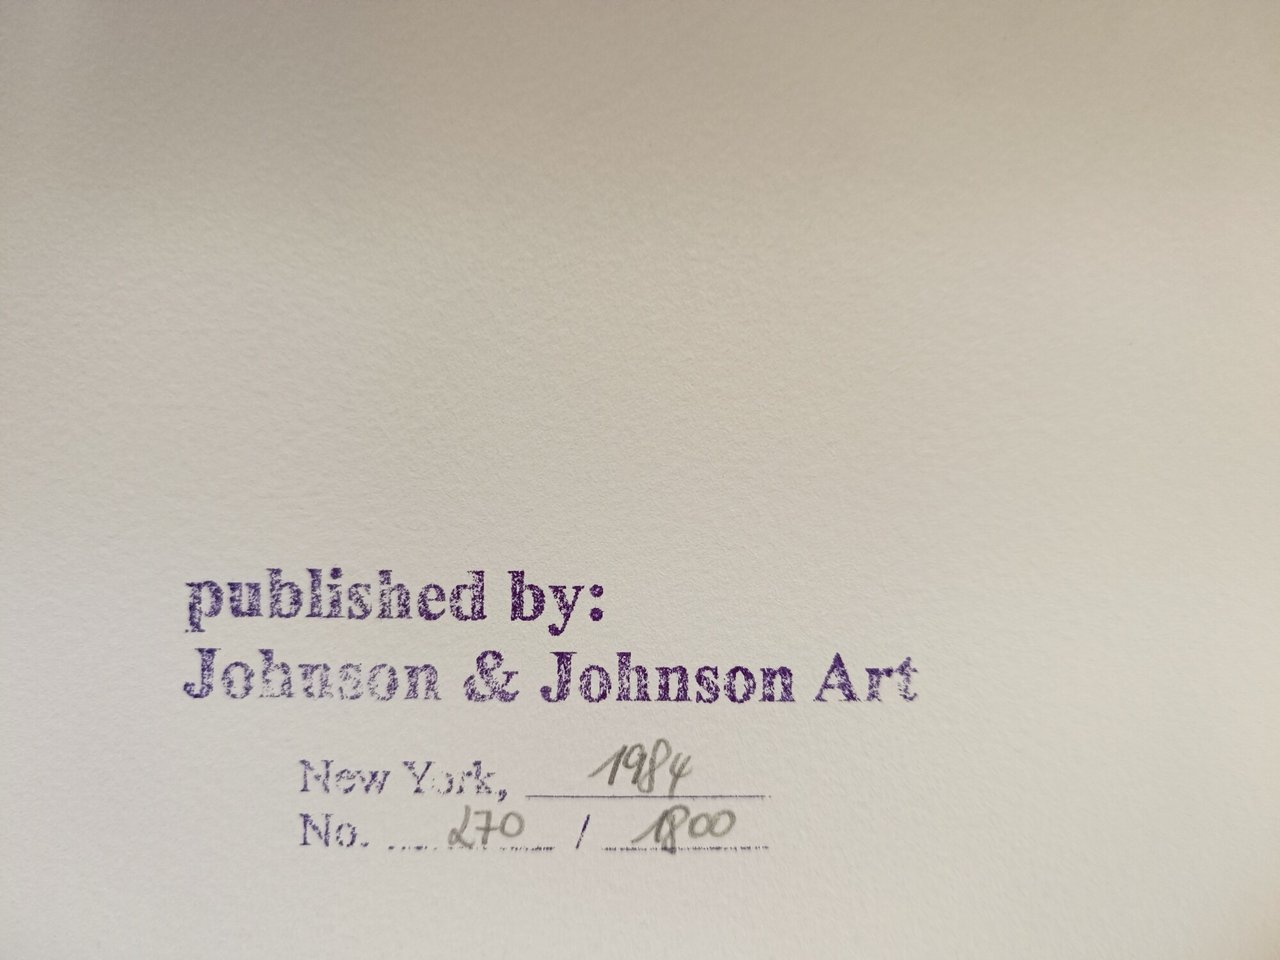 published by:
Johnson & Johnson Art
New York, 1984
No. 270 / 1800